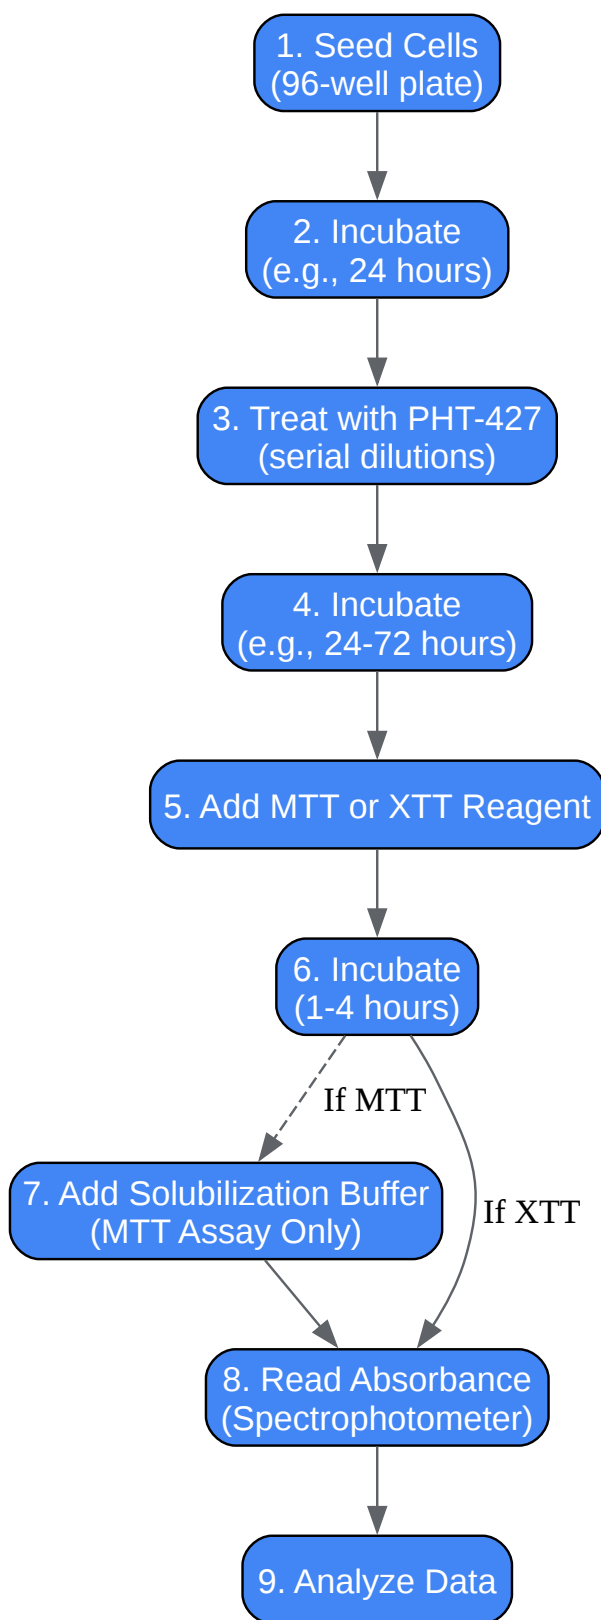 1. Seed Cells
(96-well plate)
2. Incubate
(e.g., 24 hours)
3. Treat with PHT-427
(serial dilutions)
4. Incubate
(e.g., 24-72 hours)
5. Add MTT or XTT Reagent
6. Incubate
(1-4 hours)
If MTT
7. Add Solubilization Buffer
(MTT Assay Only)
If XTT
8. Read Absorbance
(Spectrophotometer)
9. Analyze Data